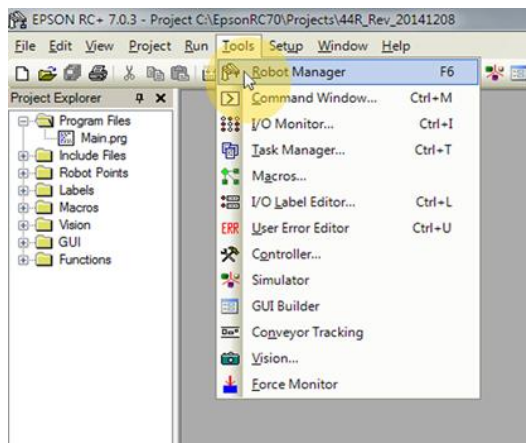 EPSON RC+ 7.0.3 - Project C:\EpsonRC70\Projects\44R_Rev_20141208
File Edit View Project Run Tools Setup Window Help
Project Explorer
Program Files
Main.prg
Include Files
Robot Points
Labels
Macros
Vision
GUI
Functions
Robot Manager F6
Command Window... Ctrl+M
I/O Monitor... Ctrl+I
Task Manager... Ctrl+T
Macros...
I/O Label Editor... Ctrl+L
ERR User Error Editor Ctrl+U
Controller...
Simulator
GUI Builder
Conveyor Tracking
Vision...
Force Monitor